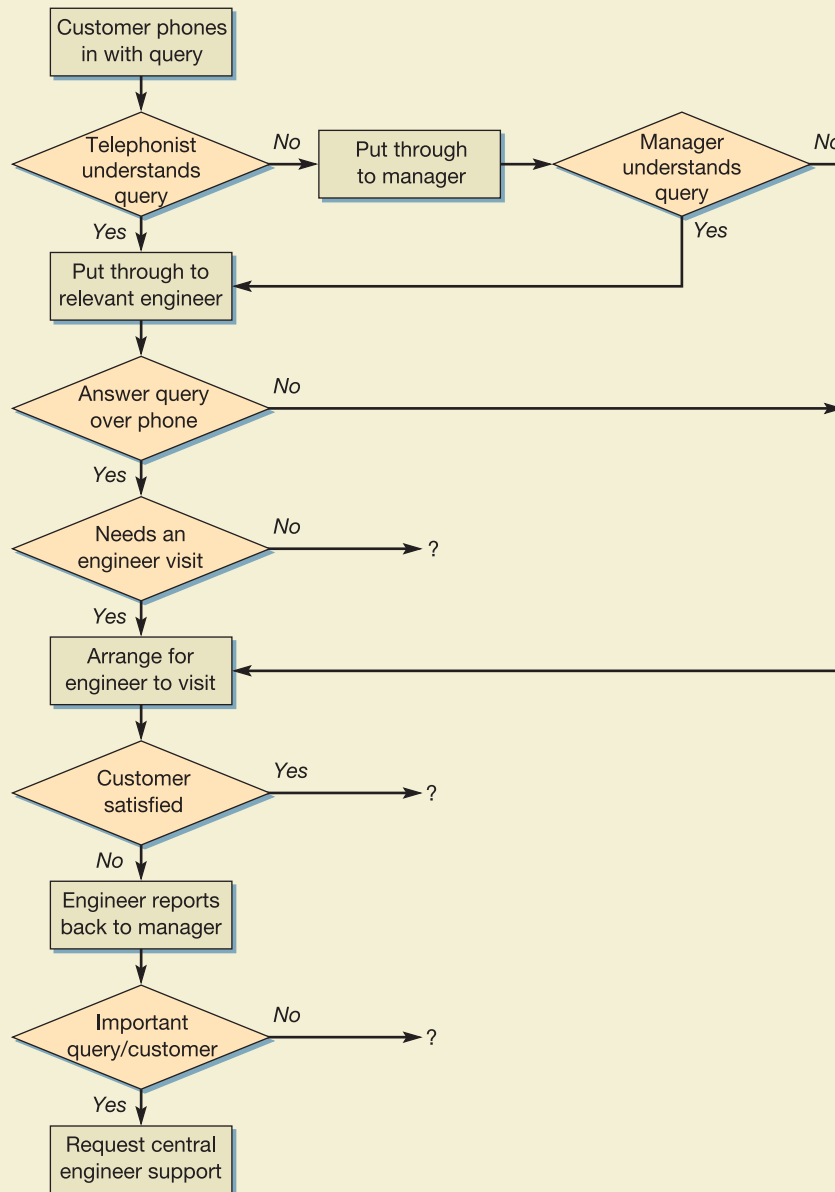 Customer phones
in with query
Telephonist
understands
query
No
Put through
to manager
Manager
understands
query
No
Yes
Yes
Put through to
relevant engineer
Answer query
over phone
No
Yes
Needs an
engineer visit
No
?
Yes
Arrange for
engineer to visit
Customer
satisfied
Yes
?
No
Engineer reports
back to manager
Important
query/customer
No
?
Yes
Request central
engineer support